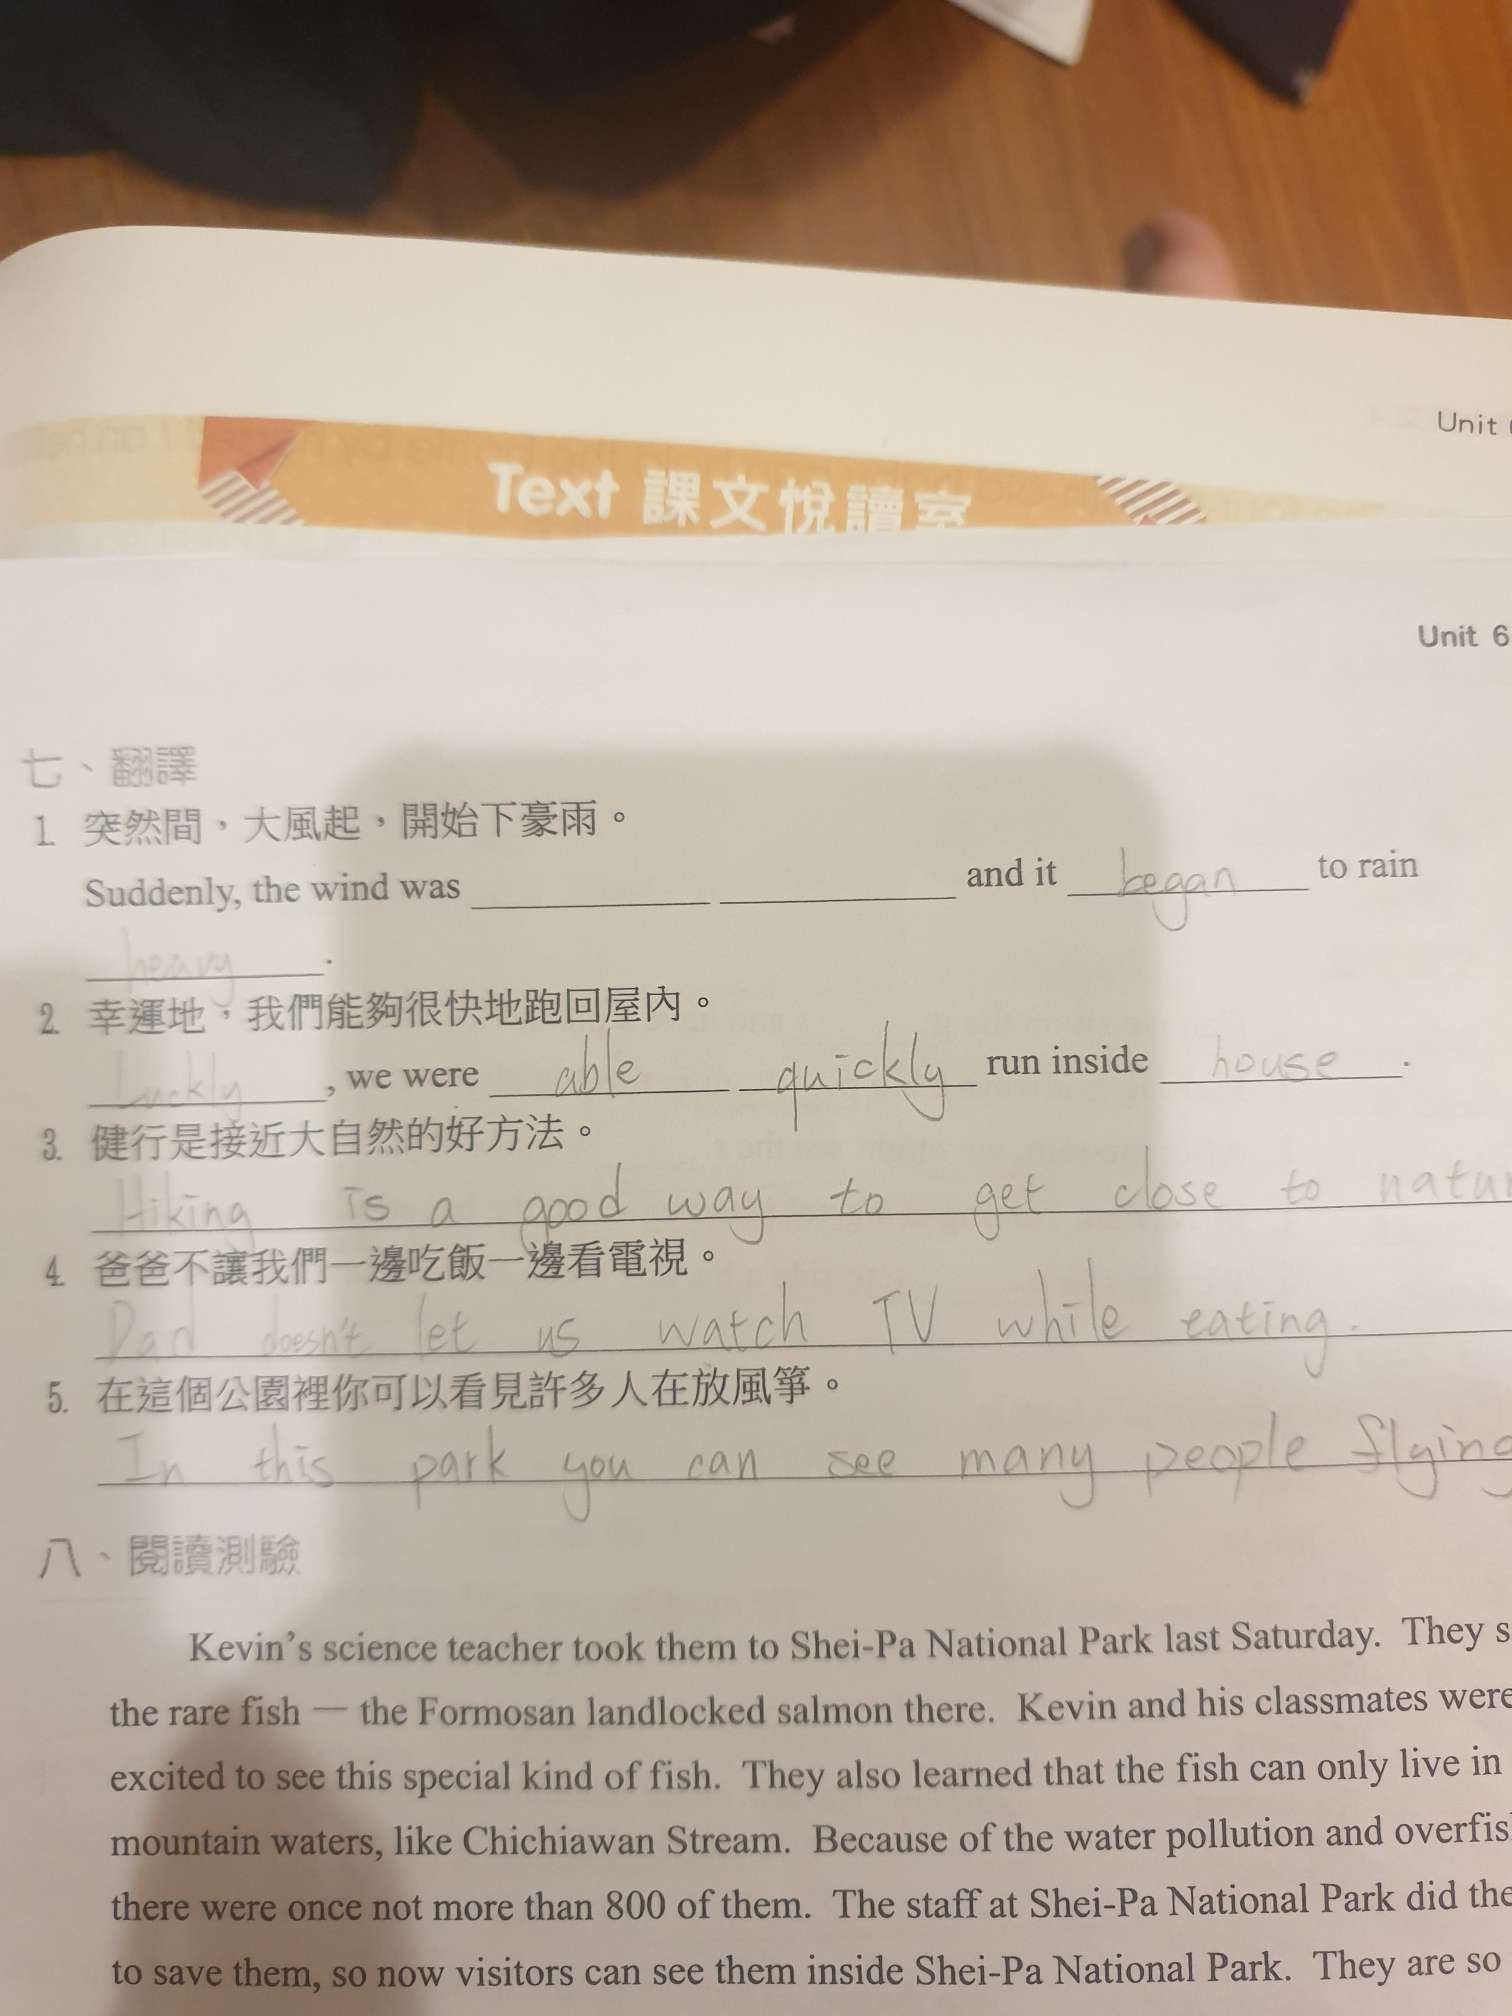 Unit
Text 課文悅讀室
Unit 6
七、翻譯
1. 突然間，大風起，開始下豪雨。
Suddenly, the wind was ______ ______ and it began to rain
heavy.
2. 幸運地，我們能夠很快地跑回屋內。
Luckly, we were able quickly run inside house.
3. 健行是接近大自然的好方法。
Hiking is a good way to get close to natur
4. 爸爸不讓我們一邊吃飯一邊看電視。
Dad doesn't let us watch TV while eating.
5. 在這個公園裡你可以看見許多人在放風箏。
In this park you can see many people flying
八、閱讀測驗
Kevin's science teacher took them to Shei-Pa National Park last Saturday. They s
the rare fish — the Formosan landlocked salmon there. Kevin and his classmates were
excited to see this special kind of fish. They also learned that the fish can only live in
mountain waters, like Chichiawan Stream. Because of the water pollution and overfis
there were once not more than 800 of them. The staff at Shei-Pa National Park did the
to save them, so now visitors can see them inside Shei-Pa National Park. They are so